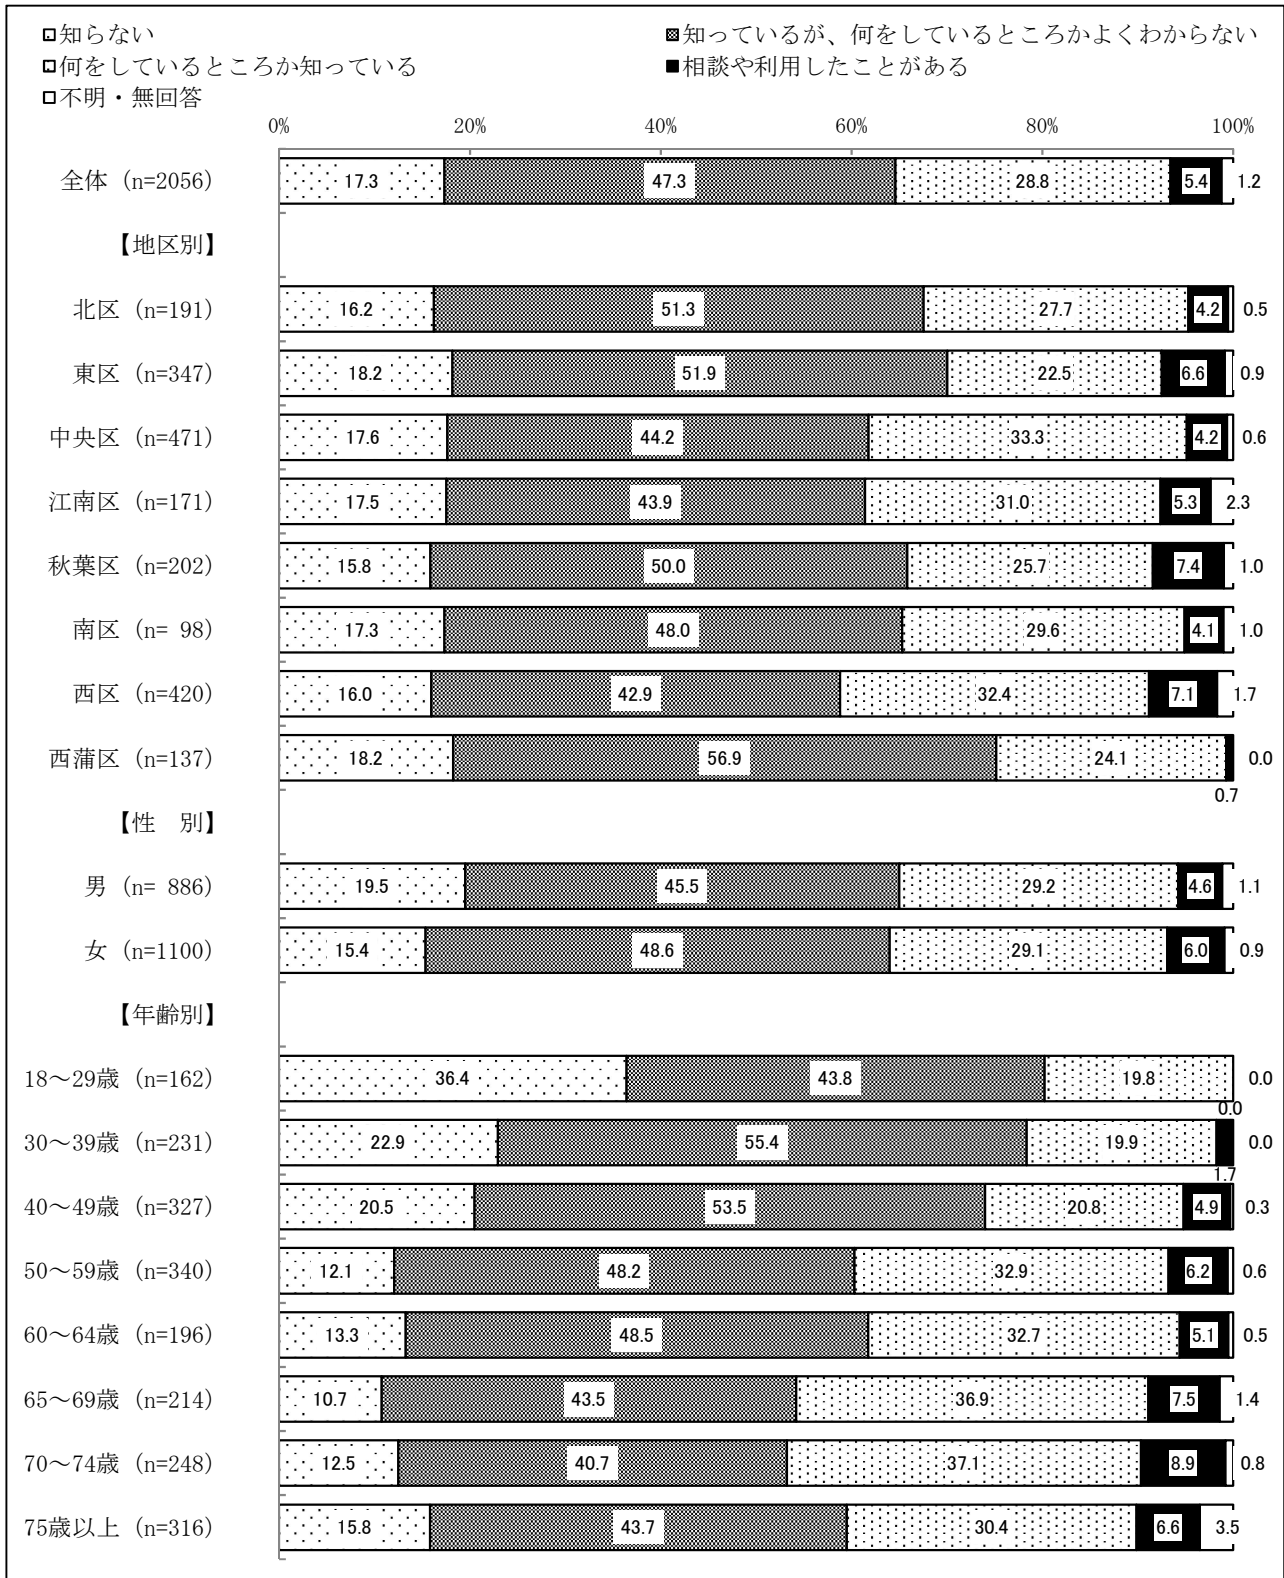 知らない
知っているが、何をしているところかよくわからない
何をしているところか知っている
相談や利用したことがある
不明・無回答
0% 20% 40% 60% 80% 100%
全体 (n=2056) 17.3 47.3 28.8 5.4 1.2
【地区別】
北区 (n=191) 16.2 51.3 27.7 4.2 0.5
東区 (n=347) 18.2 51.9 22.5 6.6 0.9
中央区 (n=471) 17.6 44.2 33.3 4.2 0.6
江南区 (n=171) 17.5 43.9 31.0 5.3 2.3
秋葉区 (n=202) 15.8 50.0 25.7 7.4 1.0
南区 (n= 98) 17.3 48.0 29.6 4.1 1.0
西区 (n=420) 16.0 42.9 32.4 7.1 1.7
西蒲区 (n=137) 18.2 56.9 24.1 0.0
0.7
【性　別】
男 (n= 886) 19.5 45.5 29.2 4.6 1.1
女 (n=1100) 15.4 48.6 29.1 6.0 0.9
【年齢別】
18～29歳 (n=162) 36.4 43.8 19.8 0.0
0.0
30～39歳 (n=231) 22.9 55.4 19.9 0.0
1.7
40～49歳 (n=327) 20.5 53.5 20.8 4.9 0.3
50～59歳 (n=340) 12.1 48.2 32.9 6.2 0.6
60～64歳 (n=196) 13.3 48.5 32.7 5.1 0.5
65～69歳 (n=214) 10.7 43.5 36.9 7.5 1.4
70～74歳 (n=248) 12.5 40.7 37.1 8.9 0.8
75歳以上 (n=316) 15.8 43.7 30.4 6.6 3.5